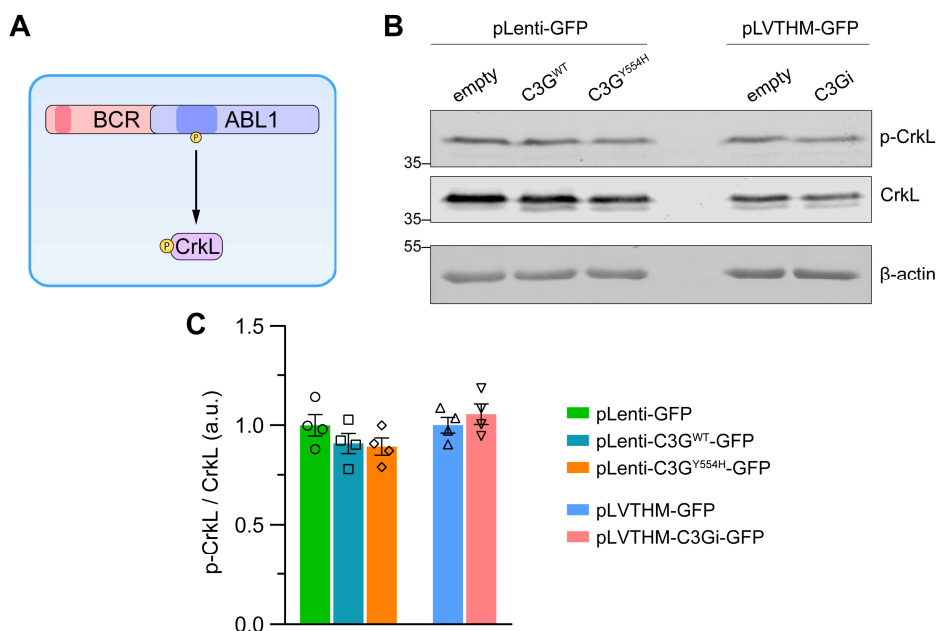 A
BCR
ABL1
P
P
CrkL
B
pLenti-GFP
pLVTHM-GFP
empty
C3G^WT
C3G^Y554H
empty
C3Gi
p-CrkL
35
CrkL
35
55
β-actin
C
p-CrkL / CrkL (a.u.)
1.5
1.0
0.5
0.0
pLenti-GFP
pLenti-C3G^WT-GFP
pLenti-C3G^Y554H-GFP
pLVTHM-GFP
pLVTHM-C3Gi-GFP